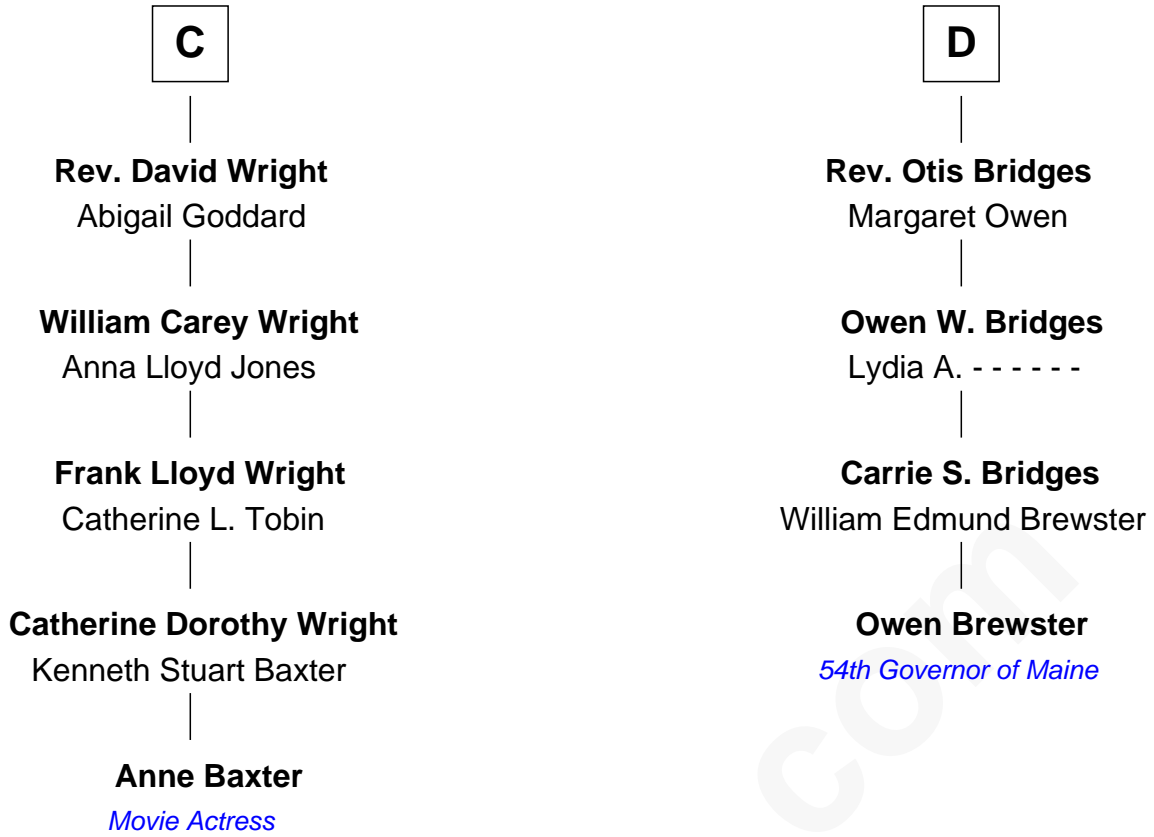 C
Rev. David Wright
Abigail Goddard
William Carey Wright
Anna Lloyd Jones
Frank Lloyd Wright
Catherine L. Tobin
Catherine Dorothy Wright
Kenneth Stuart Baxter
Anne Baxter
Movie Actress
D
Rev. Otis Bridges
Margaret Owen
Owen W. Bridges
Lydia A. - - - - - -
Carrie S. Bridges
William Edmund Brewster
Owen Brewster
54th Governor of Maine
com